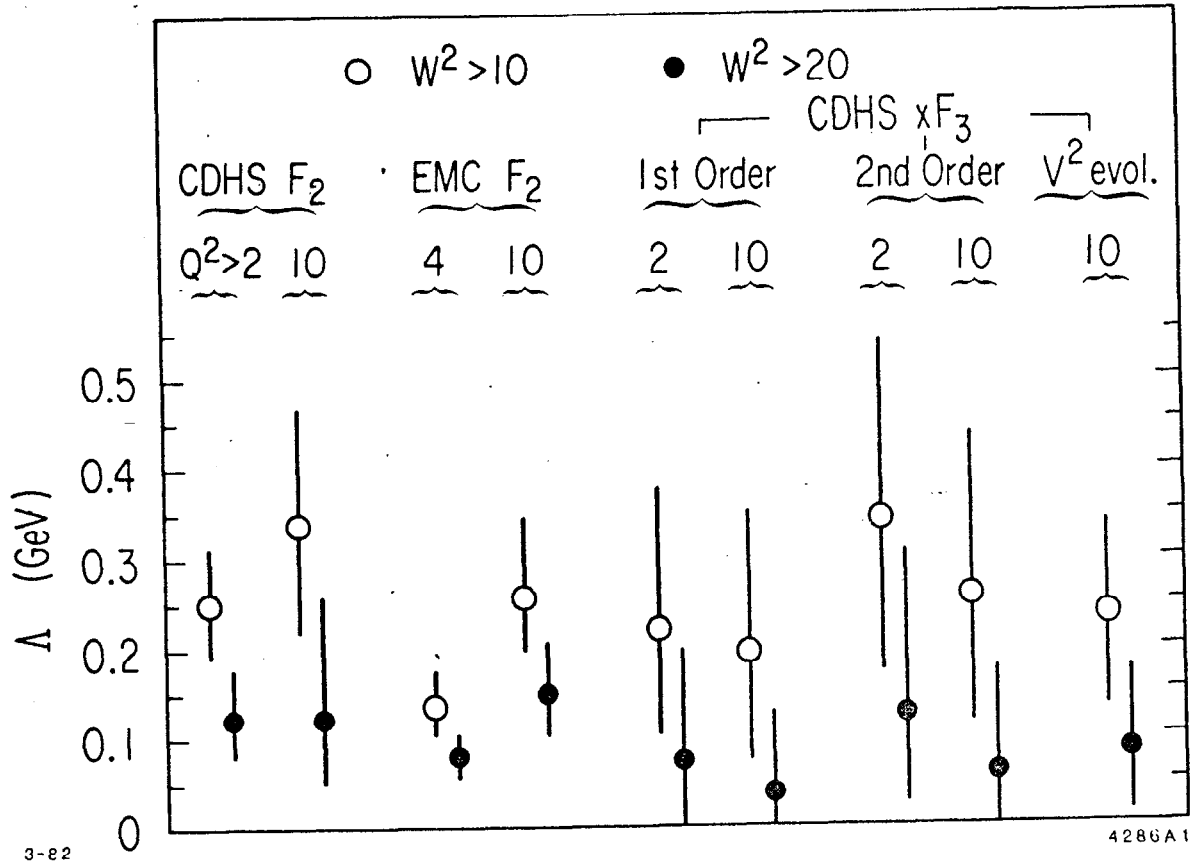 ○ W² >10 ● W² >20
CDHS xF₃
CDHS F₂ EMC F₂ 1st Order 2nd Order V² evol.
Q²>2 10 4 10 2 10 2 10 10
0.5
0.4
0.3
0.2
0.1
0
Λ (GeV)
3-82
4286A1